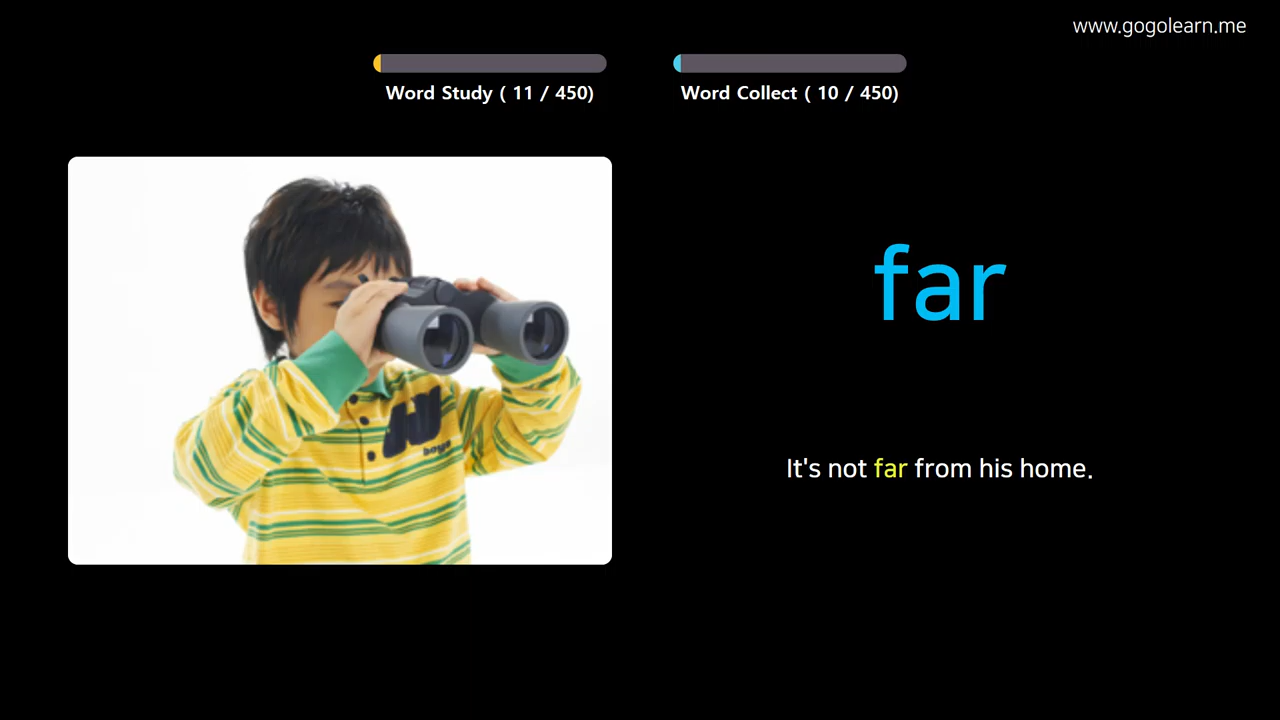 www.gogolearn.me
Word Study ( 11 / 450)
Word Collect ( 10 / 450)
far
It's not far from his home.